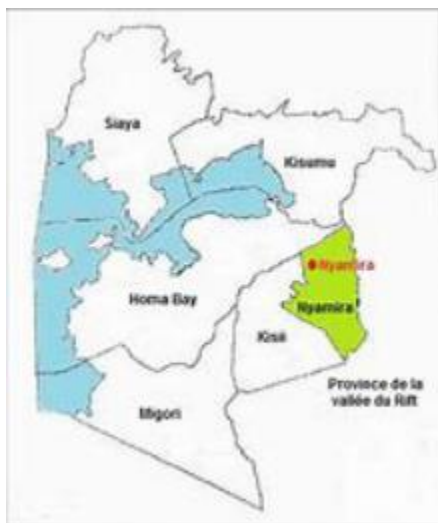 Siaya
Kisumu
Nyamira
Homa Bay
Nyamira
Kisii
Province de la
vallée du Rift
Migori